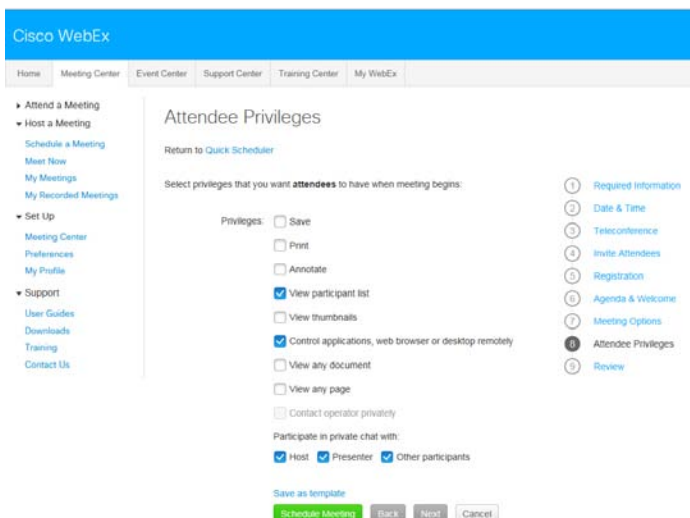 Cisco WebEx
Home Meeting Center Event Center Support Center Training Center My WebEx
Attend a Meeting
Host a Meeting
Schedule a Meeting
Meet Now
My Meetings
My Recorded Meetings
Set Up
Meeting Center
Preferences
My Profile
Support
User Guides
Downloads
Training
Contact Us
Attendee Privileges
Return to Quick Scheduler
Select privileges that you want attendees to have when meeting begins:
Privileges: Save
Print
Annotate
View participant list
View thumbnails
Control applications, web browser or desktop remotely
View any document
View any page
Contact operator privately
Participate in private chat with:
Host Presenter Other participants
Save as template
Schedule Meeting Back Next Cancel
1 Required Information
2 Date & Time
3 Teleconference
4 Invite Attendees
5 Registration
6 Agenda & Welcome
7 Meeting Options
8 Attendee Privileges
9 Review